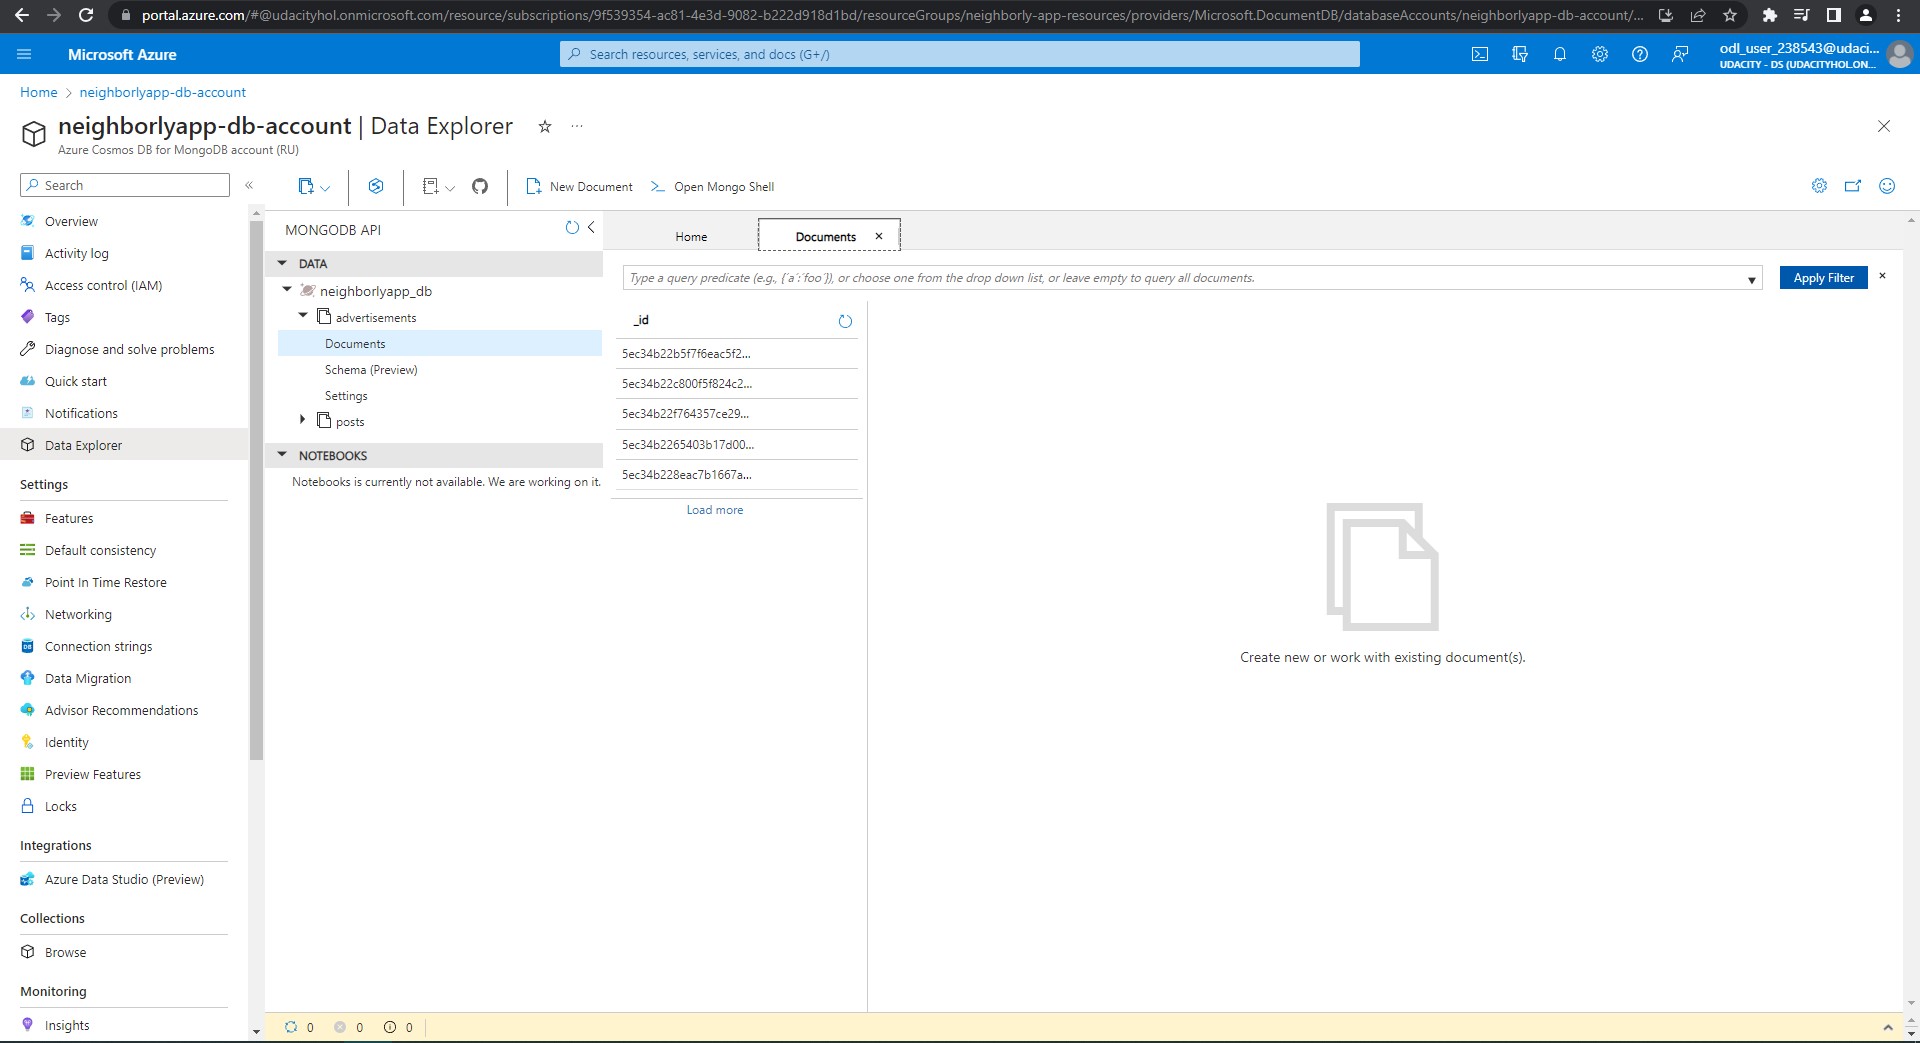 portal.azure.com/#@udacityhol.onmicrosoft.com/resource/subscriptions/9f539354-ac81-4e3d-9082-b222d918d1bd/resourceGroups/neighborly-app-resources/providers/Microsoft.DocumentDB/databaseAccounts/neighborlyapp-db-account/...
Microsoft Azure
Search resources, services, and docs (G+/)
odl_user_238543@udaci...
UDACITY - DS (UDACITYHOL.ON...
Home > neighborlyapp-db-account
neighborlyapp-db-account | Data Explorer ...
Azure Cosmos DB for MongoDB account (RU)
Search
«
New Document
Open Mongo Shell
Overview
Activity log
Access control (IAM)
Tags
Diagnose and solve problems
Quick start
Notifications
Data Explorer
Settings
Features
Default consistency
Point In Time Restore
Networking
Connection strings
Data Migration
Advisor Recommendations
Identity
Preview Features
Locks
Integrations
Azure Data Studio (Preview)
Collections
Browse
Monitoring
Insights
MONGODB API
DATA
neighborlyapp_db
advertisements
Documents
Schema (Preview)
Settings
posts
NOTEBOOKS
Notebooks is currently not available. We are working on it.
Home
Documents
Type a query predicate (e.g., {´a´:´foo´}), or choose one from the drop down list, or leave empty to query all documents.
Apply Filter
_id
5ec34b22b5f7f6eac5f2...
5ec34b22c800f5f824c2...
5ec34b22f764357ce29...
5ec34b2265403b17d00...
5ec34b228eac7b1667a...
Load more
Create new or work with existing document(s).
0 0 0